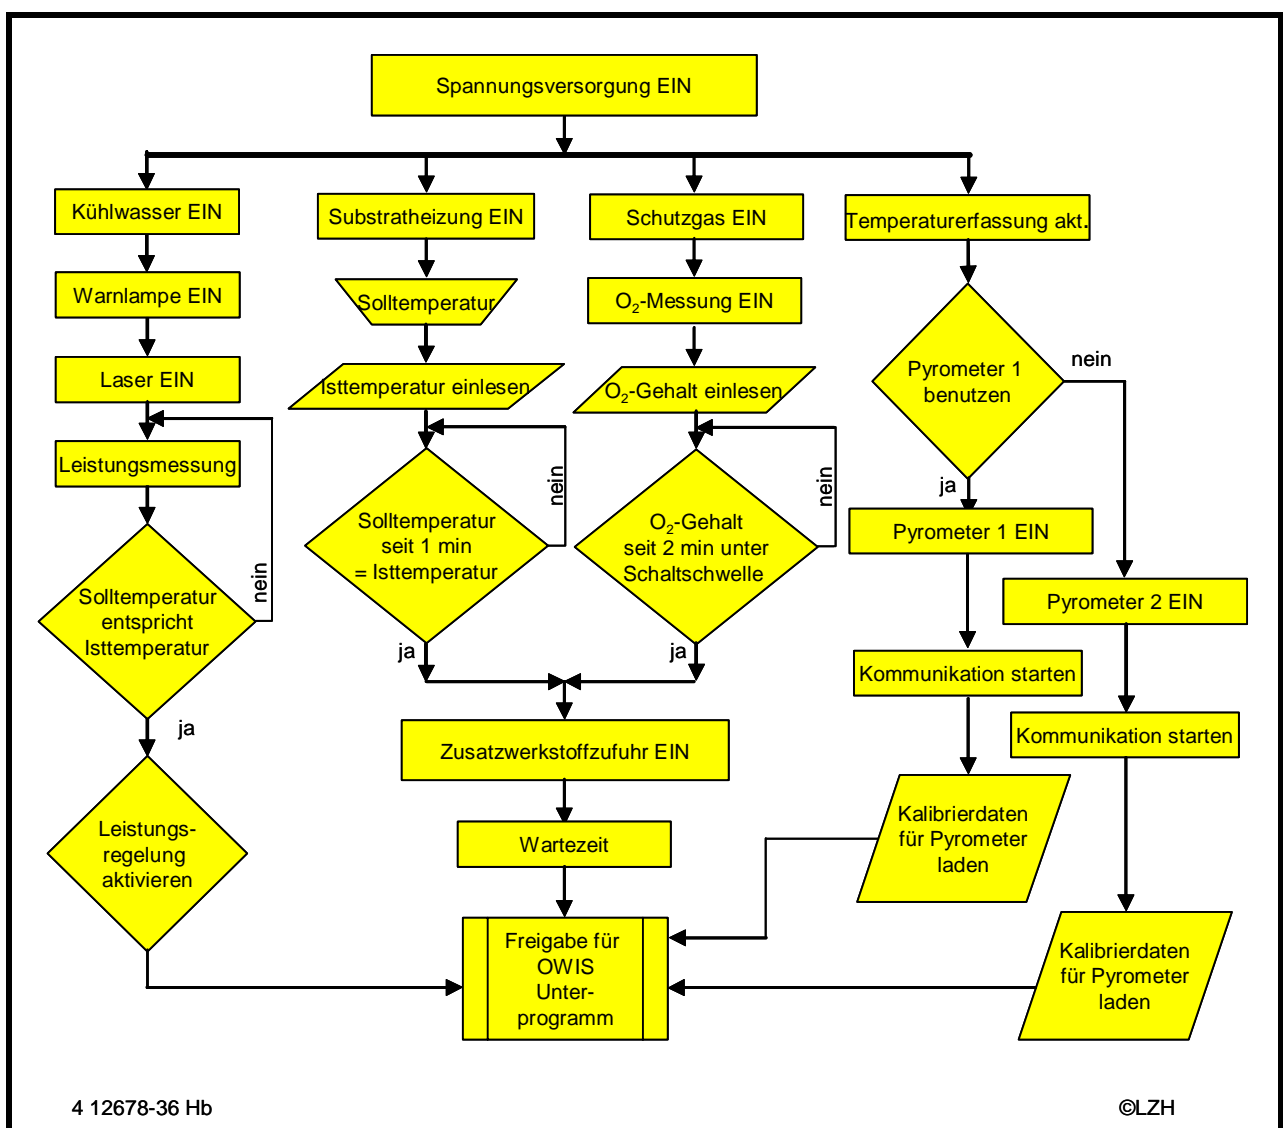 Spannungsversorgung EIN
Kühlwasser EIN
Warnlampe EIN
Laser EIN
Leistungsmessung
nein
Solltemperatur
entspricht
Isttemperatur
ja
Leistungs-
regelung
aktivieren
Substratheizung EIN
Solltemperatur
Isttemperatur einlesen
nein
Solltemperatur
seit 1 min
= Isttemperatur
ja
Schutzgas EIN
O₂-Messung EIN
O₂-Gehalt einlesen
nein
O₂-Gehalt
seit 2 min unter
Schaltschwelle
ja
Zusatzwerkstoffzufuhr EIN
Wartezeit
Freigabe für
OWIS
Unter-
programm
Temperaturerfassung akt.
Pyrometer 1
benutzen
nein
ja
Pyrometer 1 EIN
Kommunikation starten
Kalibrierdaten
für Pyrometer
laden
Pyrometer 2 EIN
Kommunikation starten
Kalibrierdaten
für Pyrometer
laden
4 12678-36 Hb
©LZH